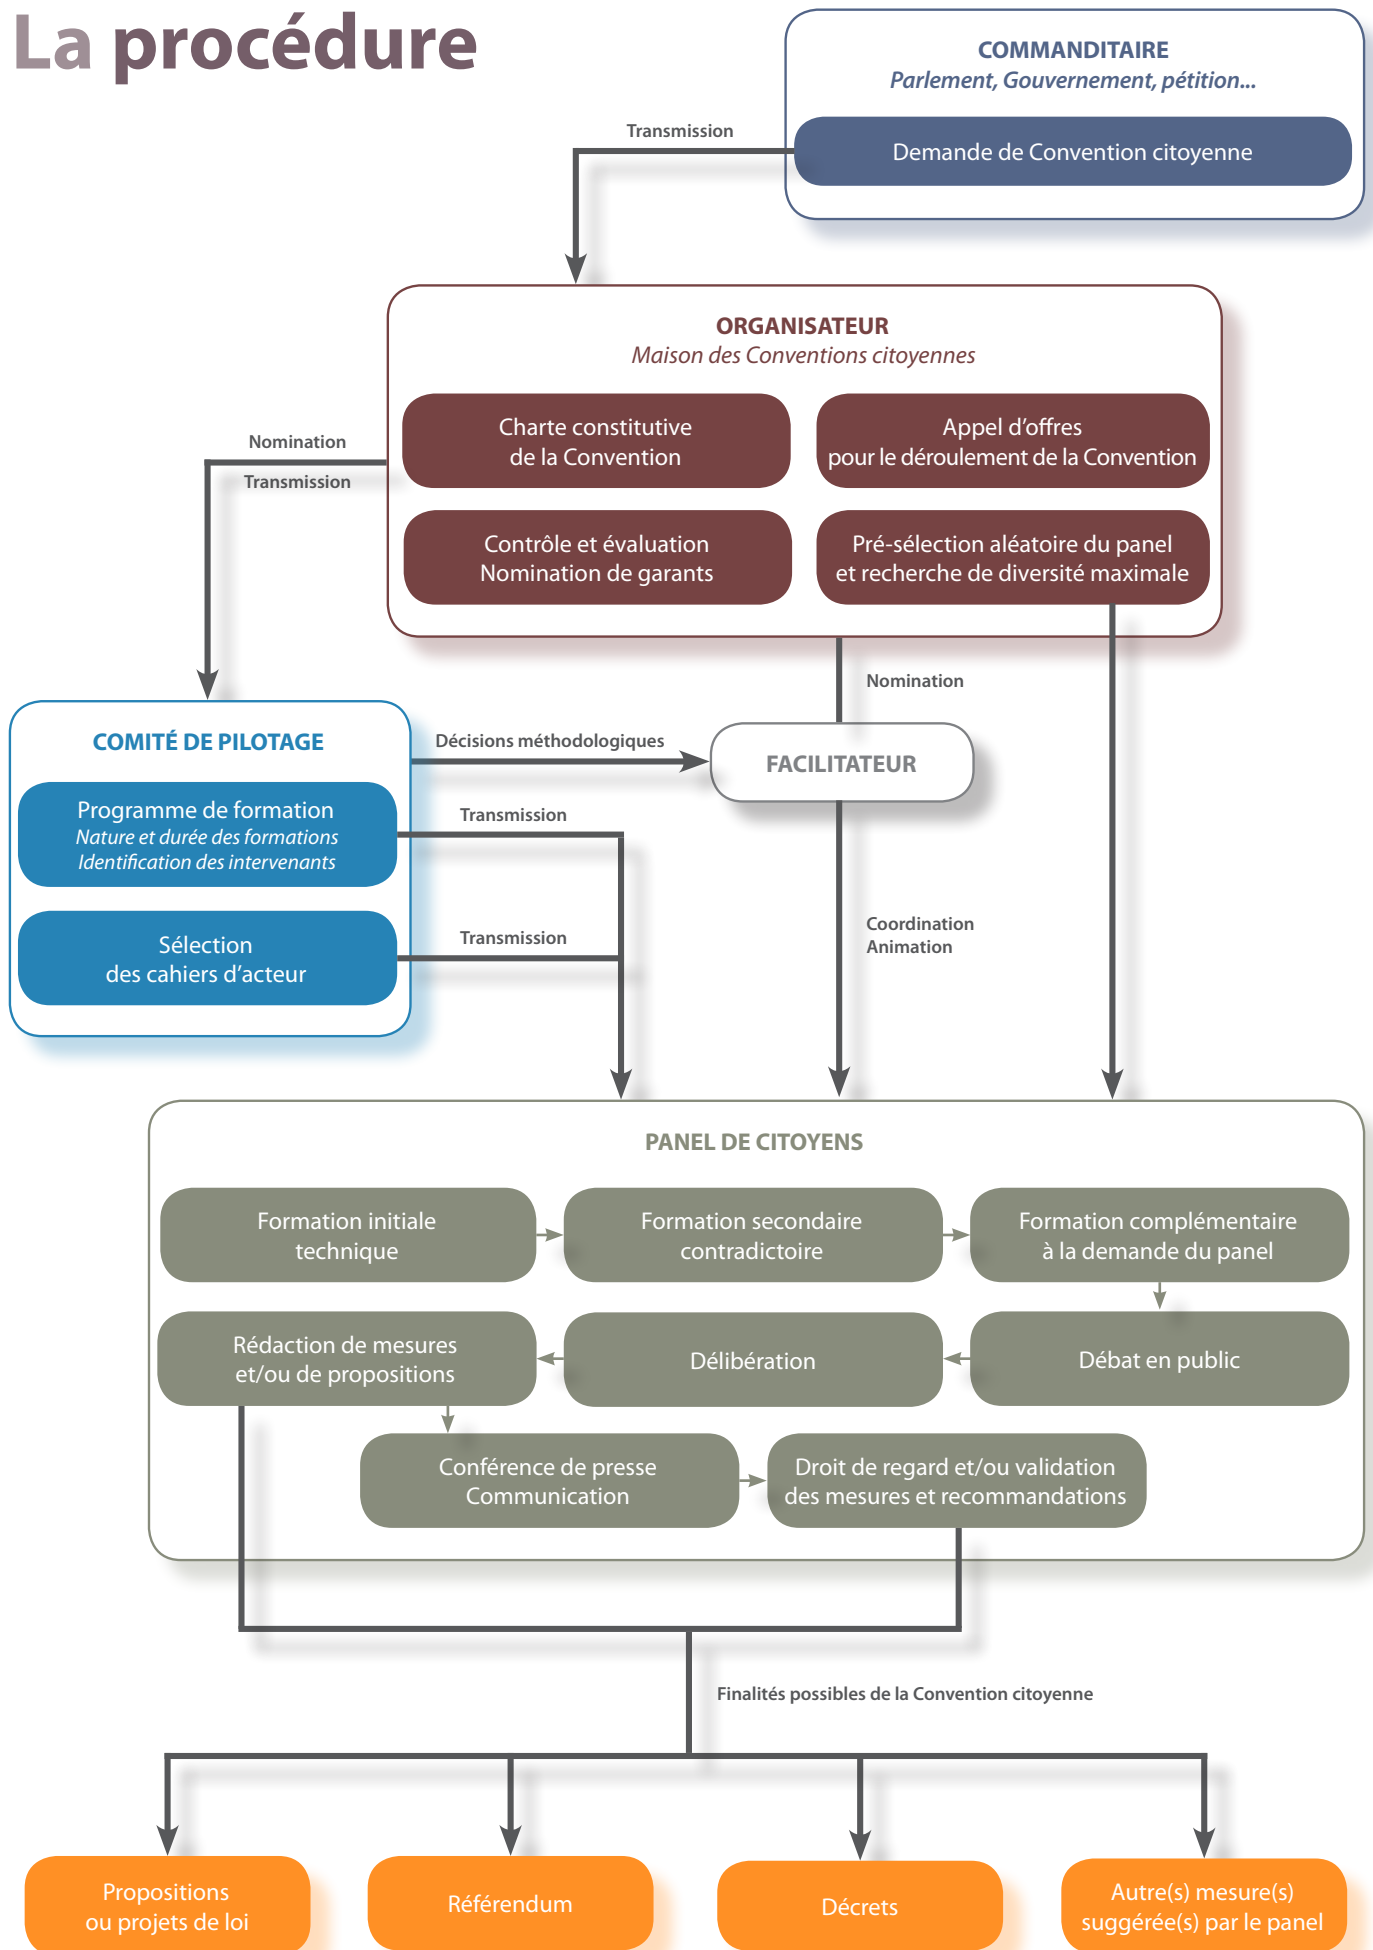 La procédure
COMMANDITAIRE
Parlement, Gouvernement, pétition...
Transmission
Demande de Convention citoyenne
ORGANISATEUR
Maison des Conventions citoyennes
Charte constitutive
de la Convention
Appel d'offres
pour le déroulement de la Convention
Nomination
Transmission
Contrôle et évaluation
Nomination de garants
Pré-sélection aléatoire du panel
et recherche de diversité maximale
Nomination
COMITÉ DE PILOTAGE
Décisions méthodologiques
FACILITATEUR
Programme de formation
Nature et durée des formations
Identification des intervenants
Transmission
Sélection
des cahiers d'acteur
Transmission
Coordination
Animation
PANEL DE CITOYENS
Formation initiale
technique
Formation secondaire
contradictoire
Formation complémentaire
à la demande du panel
Rédaction de mesures
et/ou de propositions
Délibération
Débat en public
Conférence de presse
Communication
Droit de regard et/ou validation
des mesures et recommandations
Finalités possibles de la Convention citoyenne
Propositions
ou projets de loi
Référendum
Décrets
Autre(s) mesure(s)
suggérée(s) par le panel